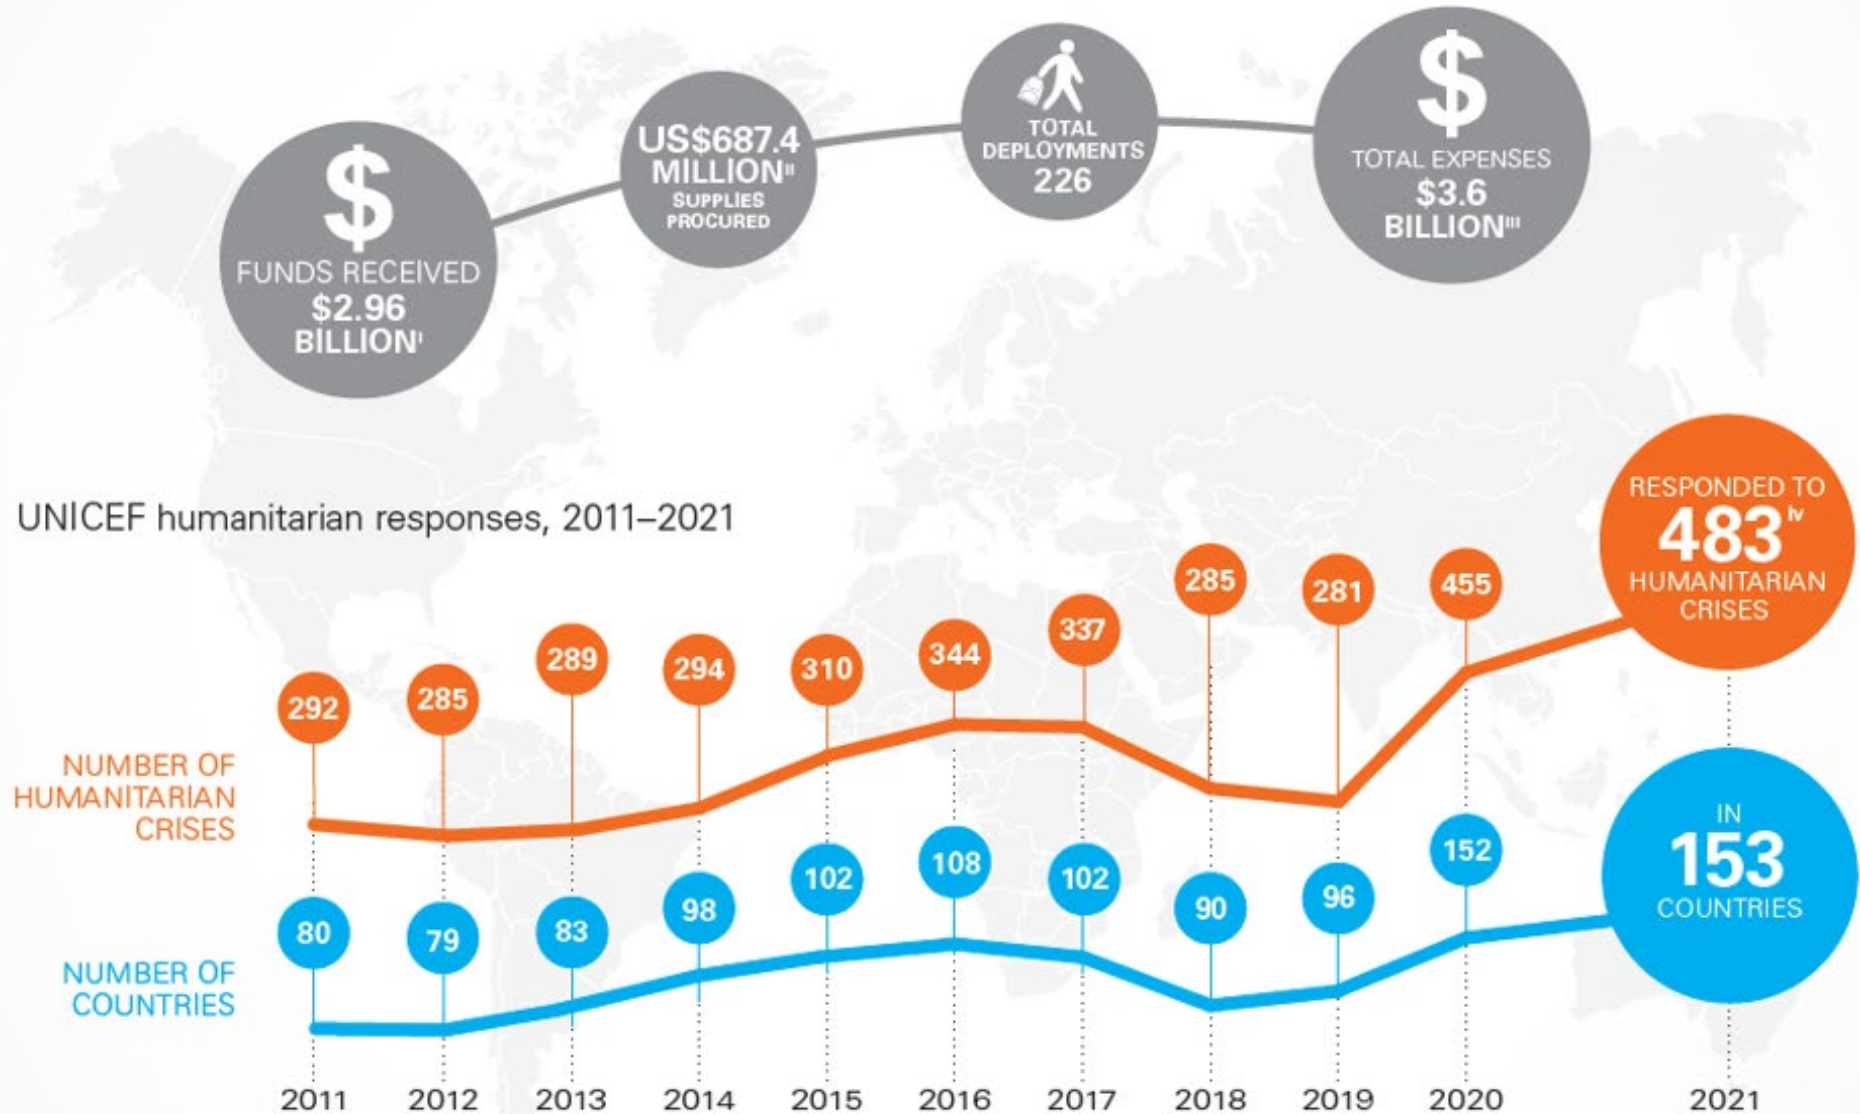 $
FUNDS RECEIVED
$2.96
BILLIONⁱ
US$687.4
MILLIONⁱⁱ
SUPPLIES
PROCURED
TOTAL
DEPLOYMENTS
226
$
TOTAL EXPENSES
$3.6
BILLIONⁱⁱⁱ
UNICEF humanitarian responses, 2011–2021
NUMBER OF
HUMANITARIAN
CRISES
292
285
289
294
310
344
337
285
281
455
RESPONDED TO
483ⁱᵛ
HUMANITARIAN
CRISES
NUMBER OF
COUNTRIES
80
79
83
98
102
108
102
90
96
152
IN
153
COUNTRIES
2011 2012 2013 2014 2015 2016 2017 2018 2019 2020 2021